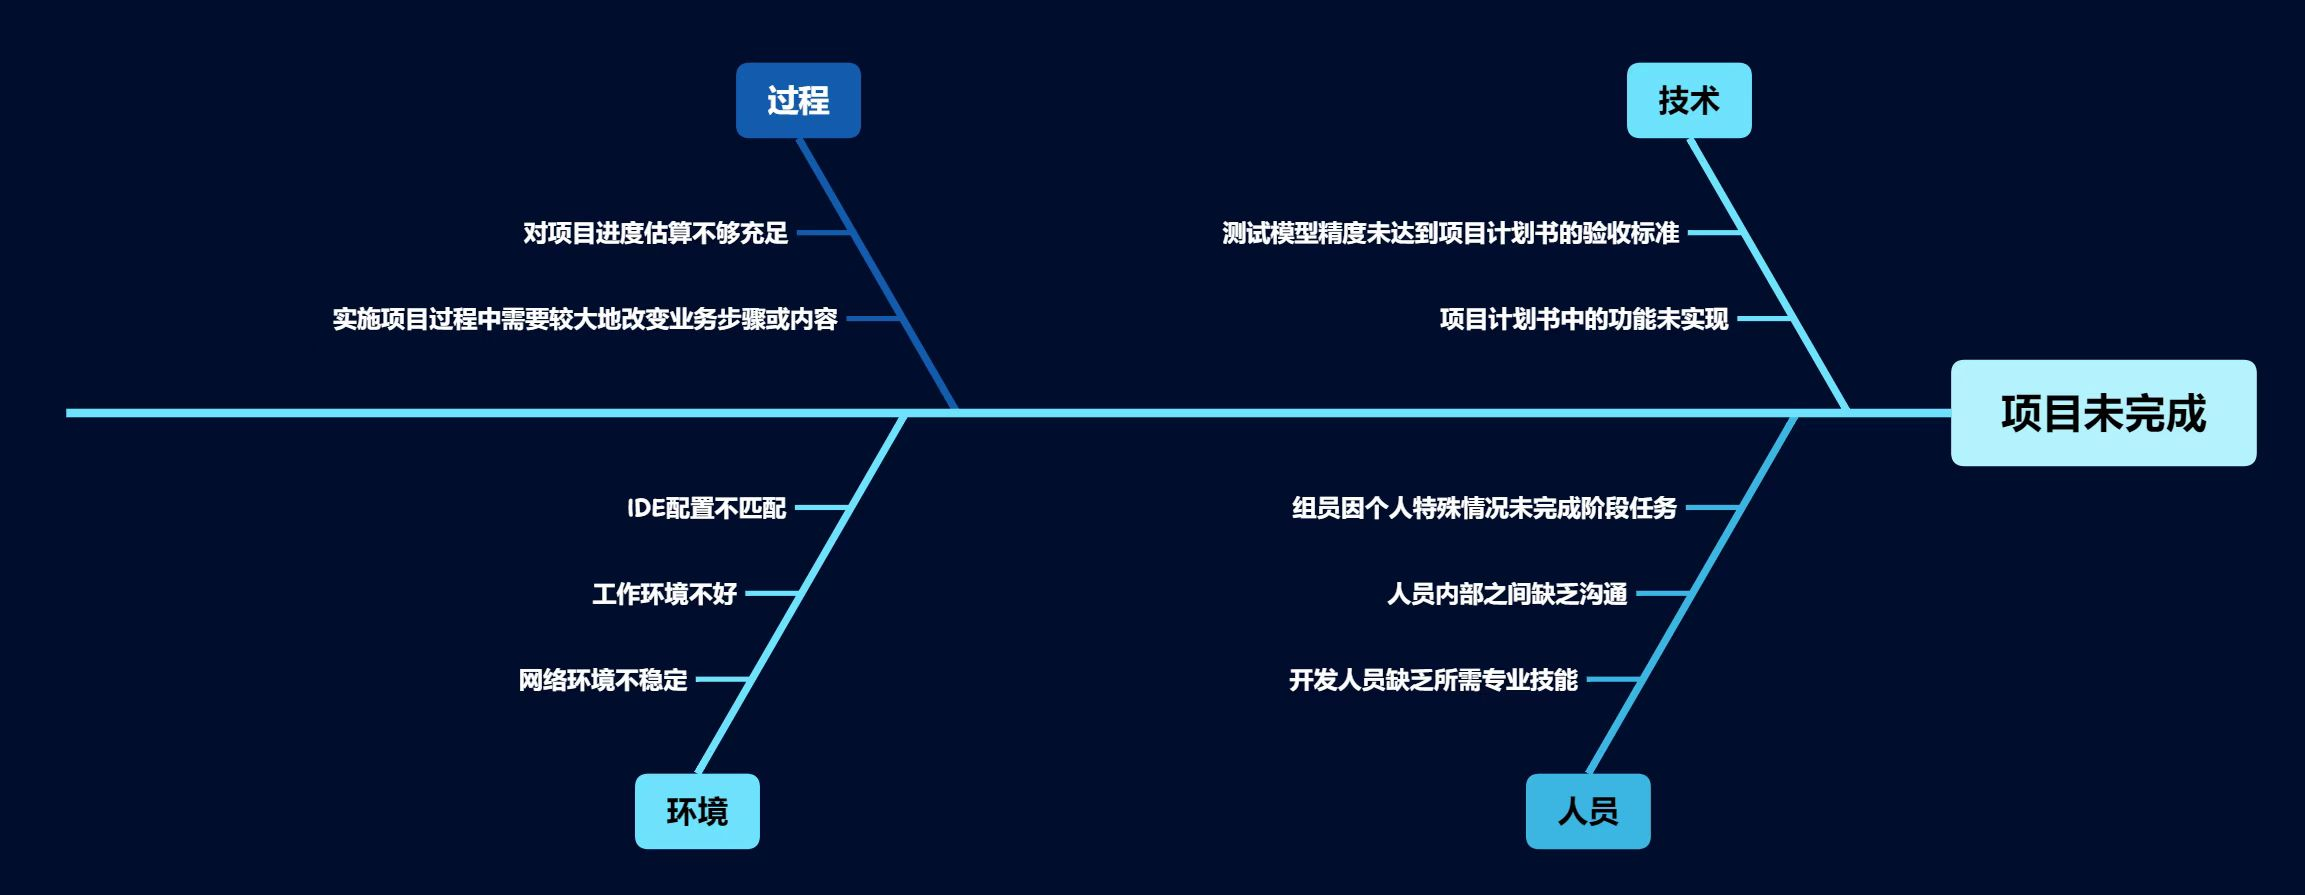 过程
技术
对项目进度估算不够充足
测试模型精度未达到项目计划书的验收标准
实施项目过程中需要较大地改变业务步骤或内容
项目计划书中的功能未实现
项目未完成
IDE配置不匹配
组员因个人特殊情况未完成阶段任务
工作环境不好
人员内部之间缺乏沟通
网络环境不稳定
开发人员缺乏所需专业技能
环境
人员